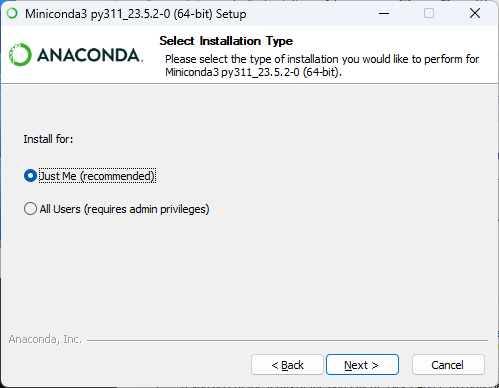 Miniconda3 py311_23.5.2-0 (64-bit) Setup
ANACONDA.
Select Installation Type
Please select the type of installation you would like to perform for
Miniconda3 py311_23.5.2-0 (64-bit).
Install for:
Just Me (recommended)
All Users (requires admin privileges)
Anaconda, Inc.
< Back
Next >
Cancel